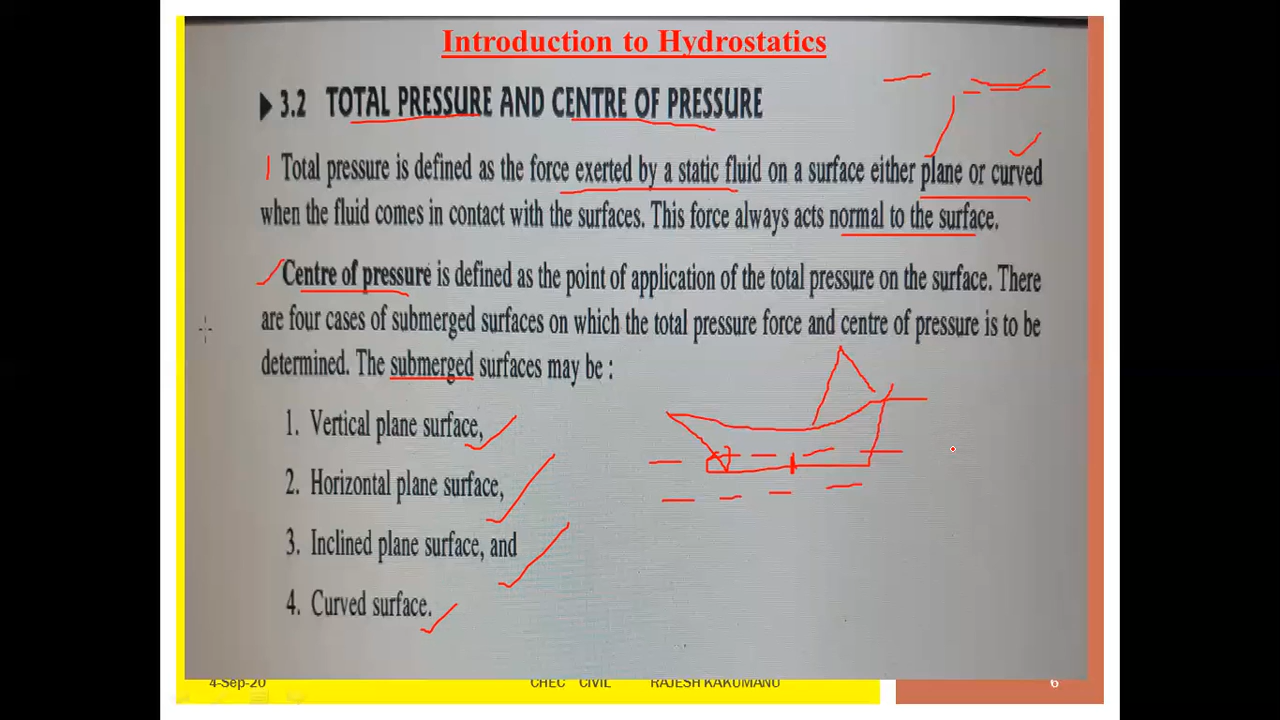 Introduction to Hydrostatics
3.2 TOTAL PRESSURE AND CENTRE OF PRESSURE
Total pressure is defined as the force exerted by a static fluid on a surface either plane or curved
when the fluid comes in contact with the surfaces. This force always acts normal to the surface.
Centre of pressure is defined as the point of application of the total pressure on the surface. There
are four cases of submerged surfaces on which the total pressure force and centre of pressure is to be
determined. The submerged surfaces may be :
1. Vertical plane surface,
2. Horizontal plane surface,
3. Inclined plane surface, and
4. Curved surface.
4-Sep-20 CHEC CIVIL RAJESH KAKUMANU 6